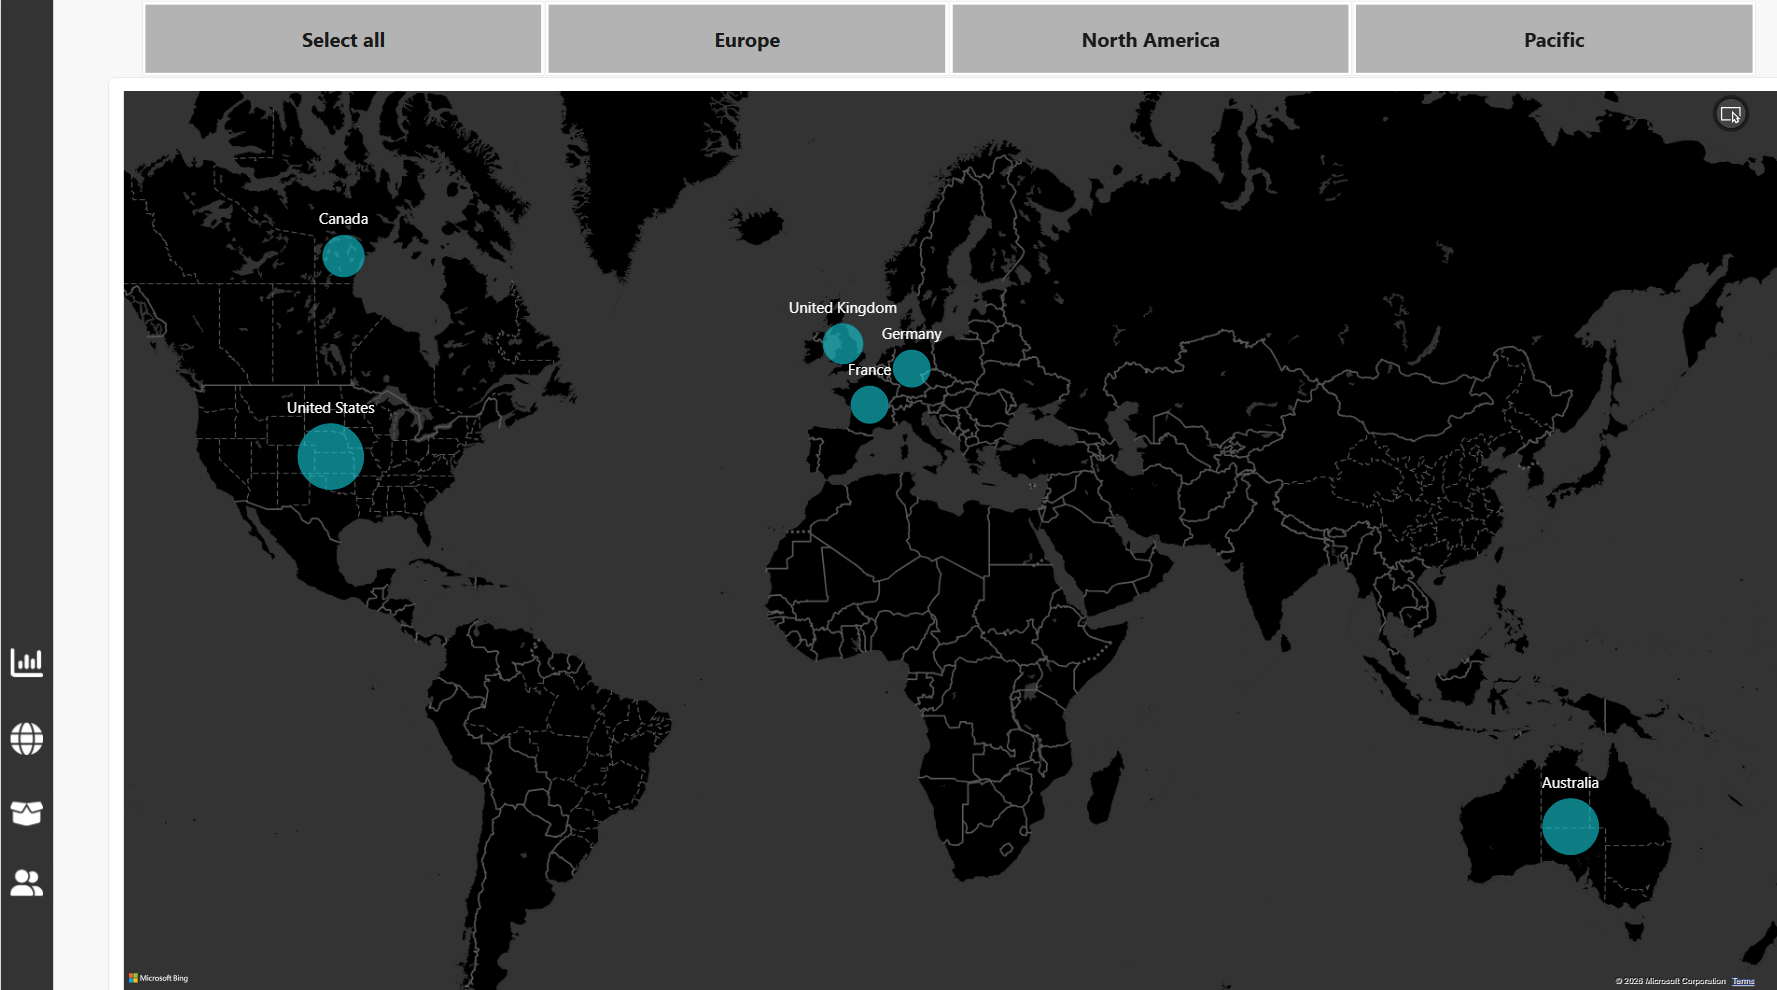 Select all
Europe
North America
Pacific
Canada
United Kingdom
Germany
France
United States
Australia
Microsoft Bing
© 2026 Microsoft Corporation Terms